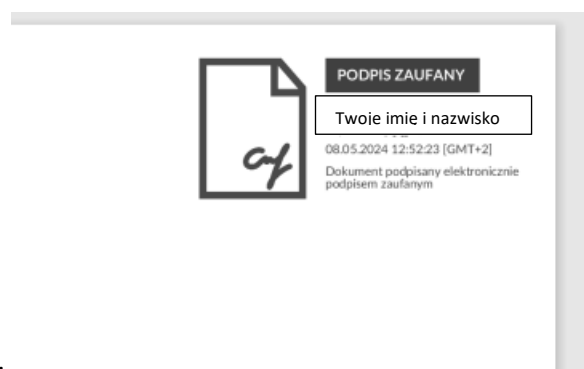 PODPIS ZAUFANY
Twoje imie i nazwisko
08.05.2024 12:52:23 [GMT+2]
Dokument podpisany elektronicznie
podpisem zaufanym